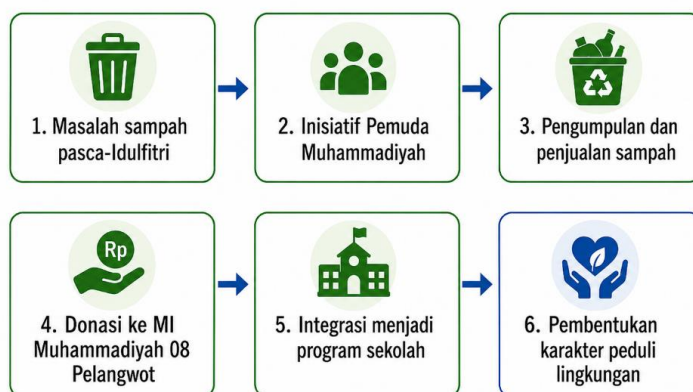 1. Masalah sampah
pasca-Idulfitri
2. Inisiatif Pemuda
Muhammadiyah
3. Pengumpulan dan
penjualan sampah
Rp
4. Donasi ke MI
Muhammadiyah 08
Pelangwot
5. Integrasi menjadi
program sekolah
6. Pembentukan
karakter peduli
lingkungan